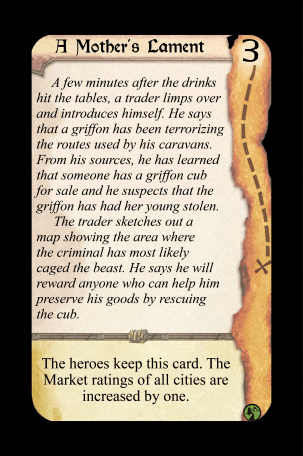 A Mother's Lament
3
A few minutes after the drinks
hit the tables, a trader limps over
and introduces himself. He says
that a griffon has been terrorizing
the routes used by his caravans.
From his sources, he has learned
that someone has a griffon cub
for sale and he suspects that the
griffon has had her young stolen.
The trader sketches out a
map showing the area where
the criminal has most likely
caged the beast. He says he will
reward anyone who can help him
preserve his goods by rescuing
the cub.
The heroes keep this card. The
Market ratings of all cities are
increased by one.